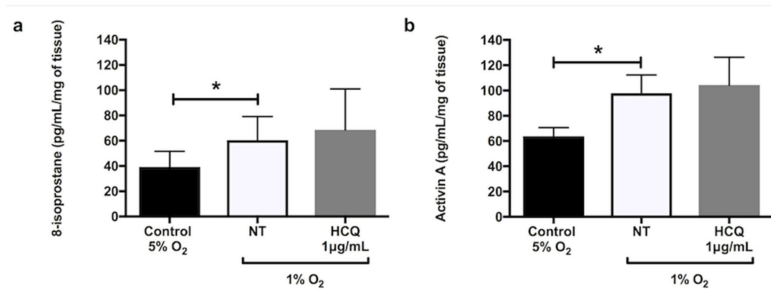 a
8-isoprostane (pg/mL/mg of tissue)
140
120
100
80
60
40
20
0
*
Control
5% O₂
NT
HCQ
1µg/mL
1% O₂
b
Activin A (pg/mL/mg of tissue)
140
120
100
80
60
40
20
0
*
Control
5% O₂
NT
HCQ
1µg/mL
1% O₂